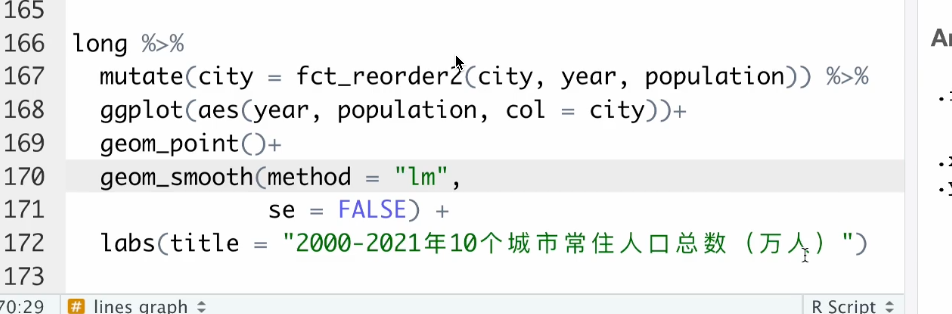 165
166 long %>%
167 mutate(city = fct_reorder2(city, year, population)) %>%
168 ggplot(aes(year, population, col = city))+
169 geom_point()+
170 geom_smooth(method = "lm",
171 se = FALSE) +
172 labs(title = "2000-2021年10个城市常住人口总数（万人）")
173
70:29 # lines graph R Script